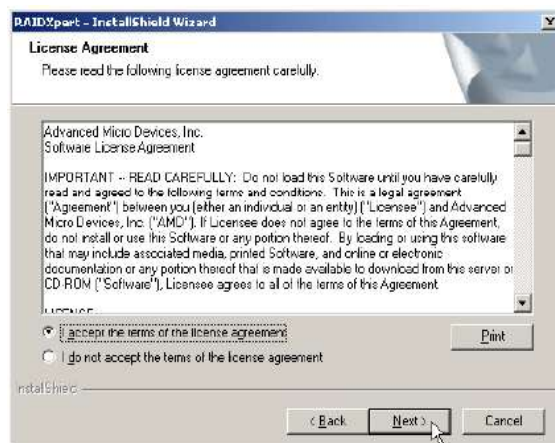 RAIDXpert - InstallShield Wizard
License Agreement
Please read the following license agreement carefully.
Advanced Micro Devices, Inc.
Software License Agreement
IMPORTANT -- READ CAREFULLY: Do not load this Software until you have carefully
read and agreed to the following terms and conditions. This is a legal agreement
("Agreement") between you (either an individual or an entity) ("Licensee") and Advanced
Micro Devices, Inc. ("AMD"). If Licensee does not agree to the terms of this Agreement,
do not install or use this Software or any portion thereof. By loading or using this software
that may include associated media, printed Software, and online or electronic
documentation or any portion thereof that is made available to download from this server or
CD-ROM ("Software"), Licensee agrees to all of the terms of this Agreement
LICENSE
I accept the terms of the license agreement
Print
I do not accept the terms of the license agreement
InstallShield
< Back
Next >
Cancel